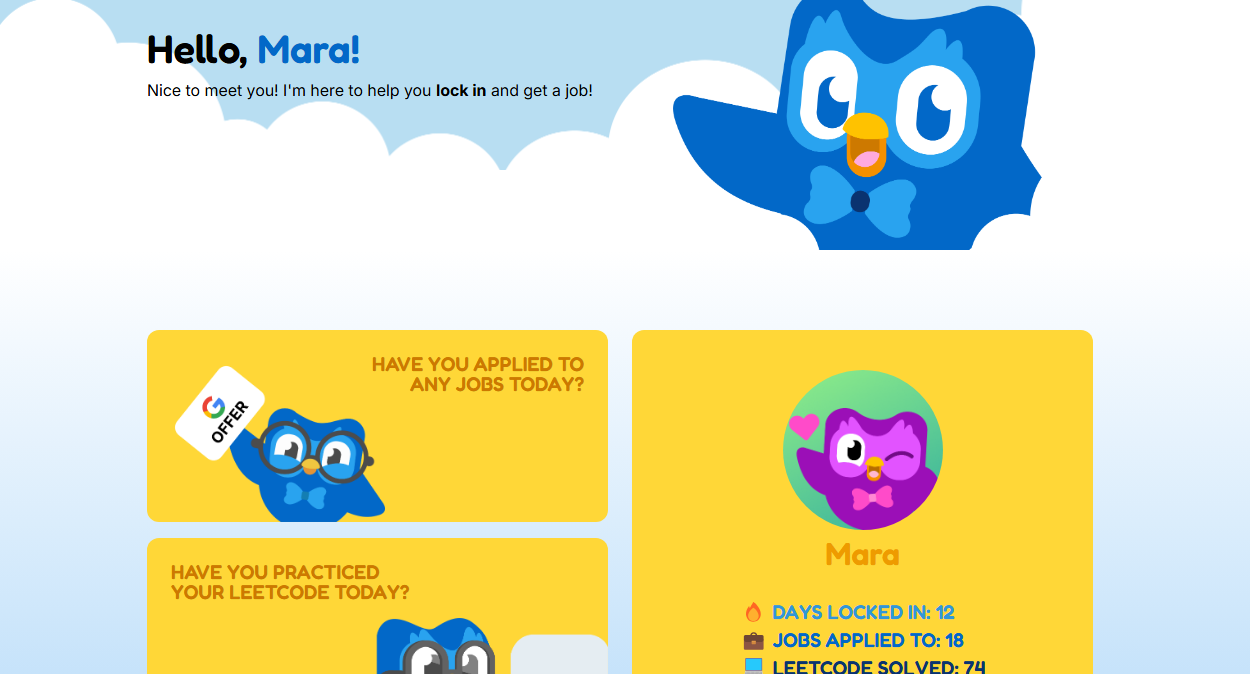 Hello, Mara!
Nice to meet you! I'm here to help you lock in and get a job!
HAVE YOU APPLIED TO
ANY JOBS TODAY?
G
OFFER
HAVE YOU PRACTICED
YOUR LEETCODE TODAY?
Mara
DAYS LOCKED IN: 12
JOBS APPLIED TO: 18
LEETCODE SOLVED: 74